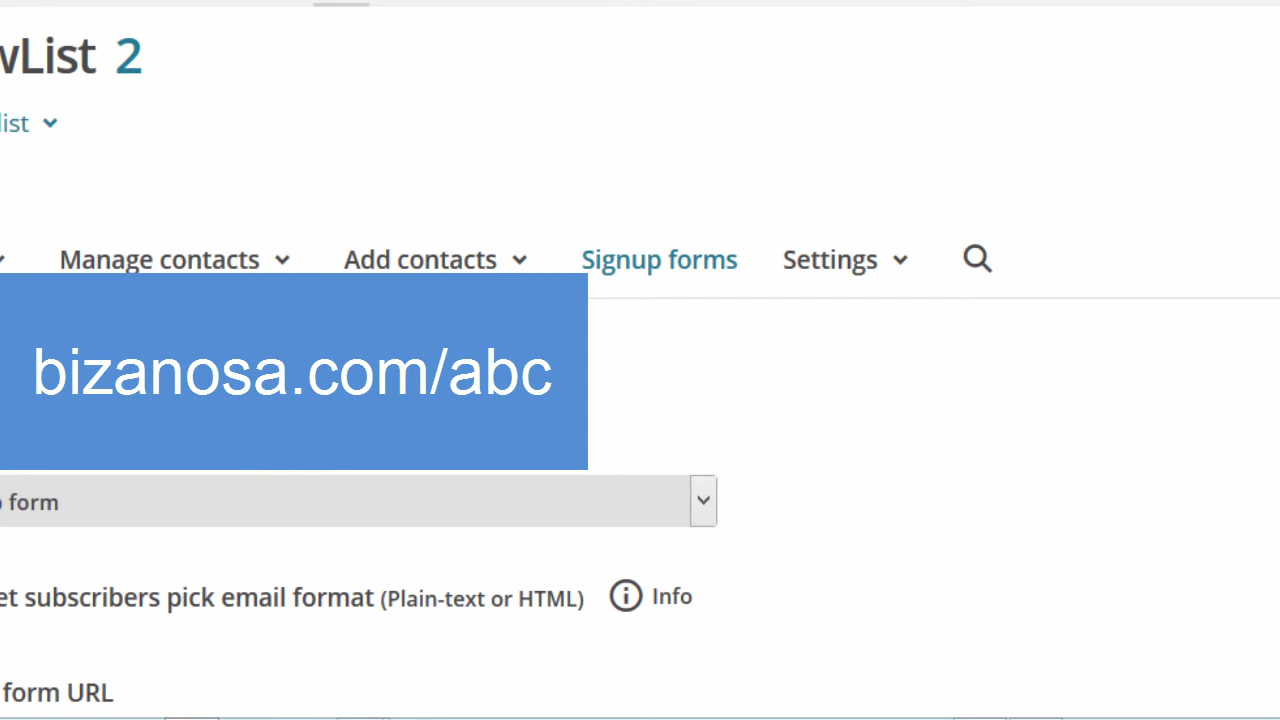 wList 2
list
Manage contacts
Add contacts
Signup forms
Settings
bizanosa.com/abc
form
et subscribers pick email format (Plain-text or HTML)
Info
form URL